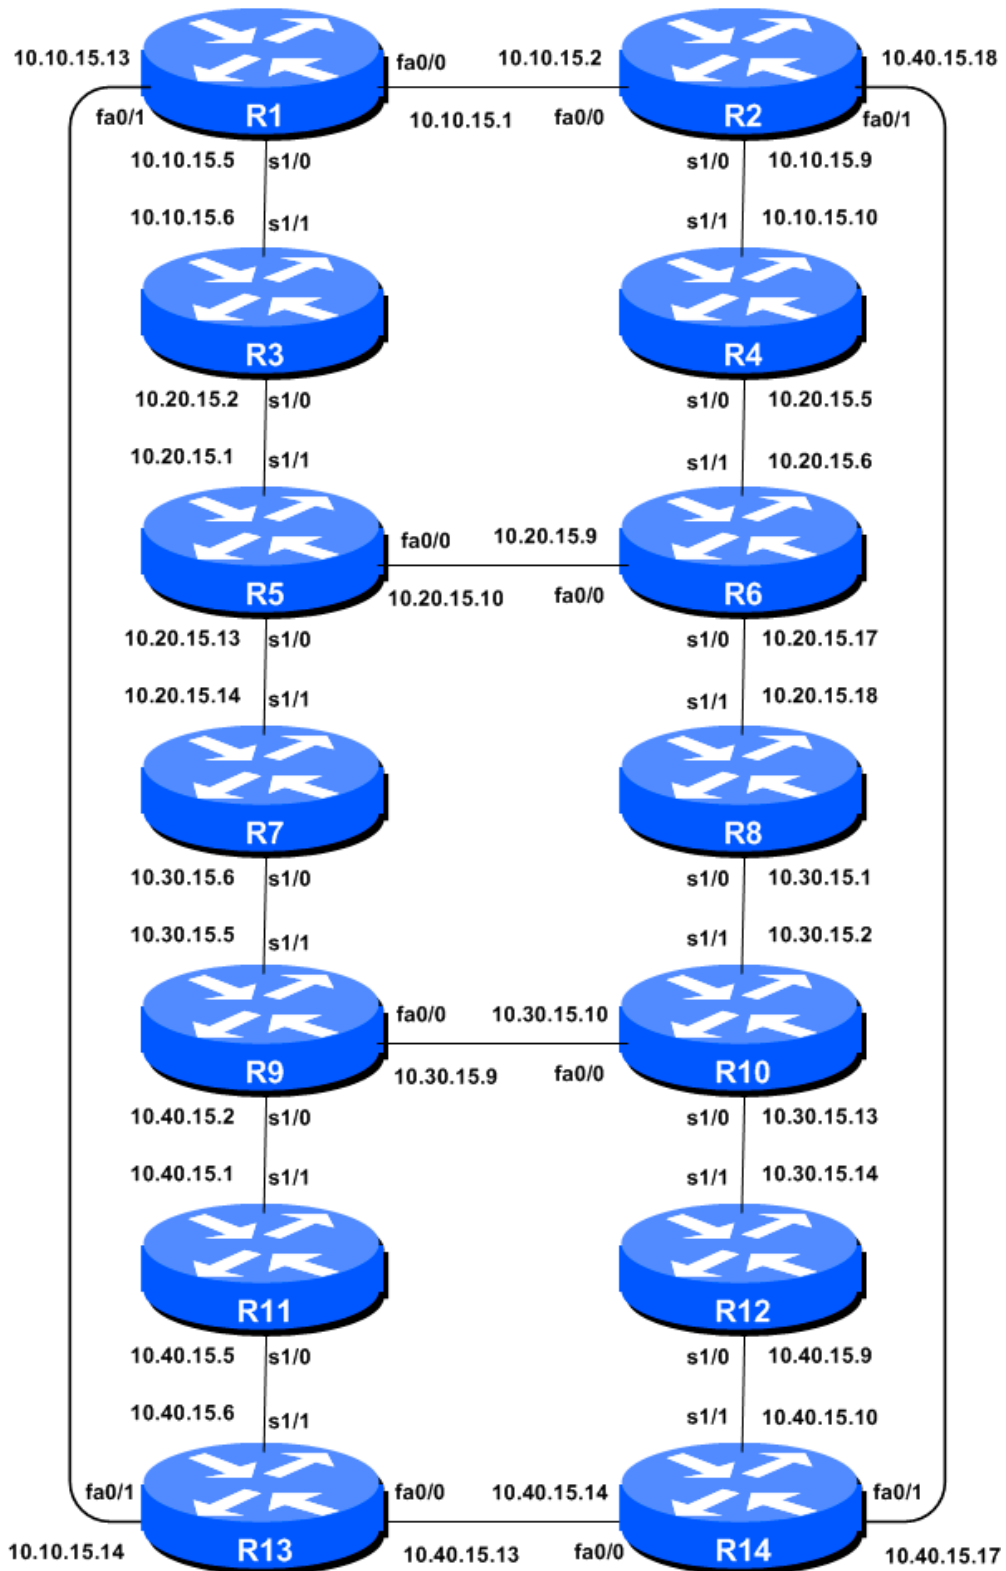 10.10.15.13 fa0/0 10.10.15.2 10.40.15.18
fa0/1 R1 10.10.15.1 fa0/0 R2 fa0/1
10.10.15.5 s1/0 s1/0 10.10.15.9
10.10.15.6 s1/1 s1/1 10.10.15.10
R3 R4
10.20.15.2 s1/0 s1/0 10.20.15.5
10.20.15.1 s1/1 s1/1 10.20.15.6
fa0/0 10.20.15.9
R5 10.20.15.10 fa0/0 R6
10.20.15.13 s1/0 s1/0 10.20.15.17
10.20.15.14 s1/1 s1/1 10.20.15.18
R7 R8
10.30.15.6 s1/0 s1/0 10.30.15.1
10.30.15.5 s1/1 s1/1 10.30.15.2
fa0/0 10.30.15.10
R9 10.30.15.9 fa0/0 R10
10.40.15.2 s1/0 s1/0 10.30.15.13
10.40.15.1 s1/1 s1/1 10.30.15.14
R11 R12
10.40.15.5 s1/0 s1/0 10.40.15.9
10.40.15.6 s1/1 s1/1 10.40.15.10
fa0/1 fa0/0 10.40.15.14 fa0/1
10.10.15.14 R13 10.40.15.13 fa0/0 R14 10.40.15.17